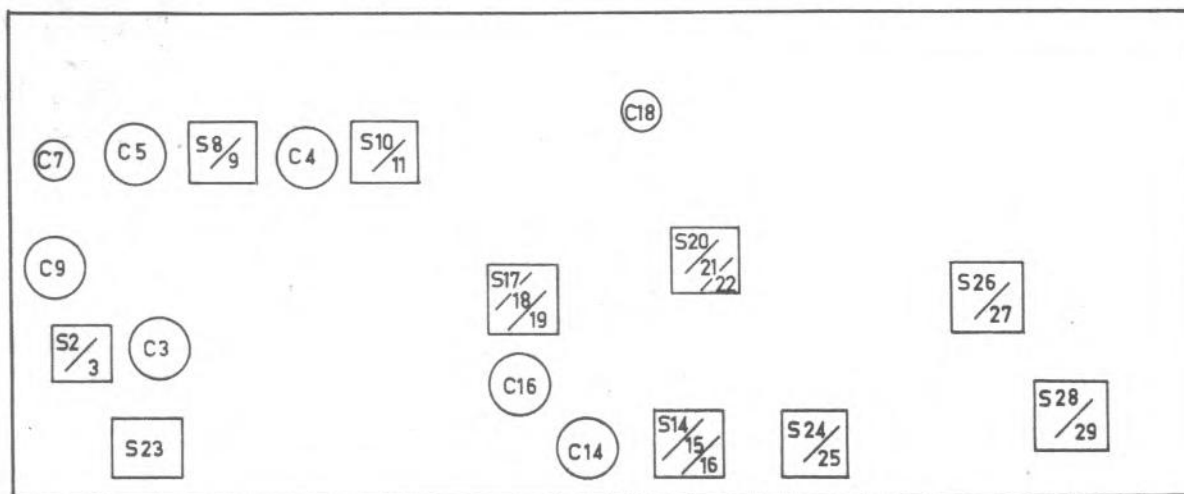 C18
C7
C5
S8/9
C4
S10/11
C9
S20/21/22
S17/18/19
S26/27
S2/3
C3
C16
S28/29
S23
C14
S14/15/16
S24/25